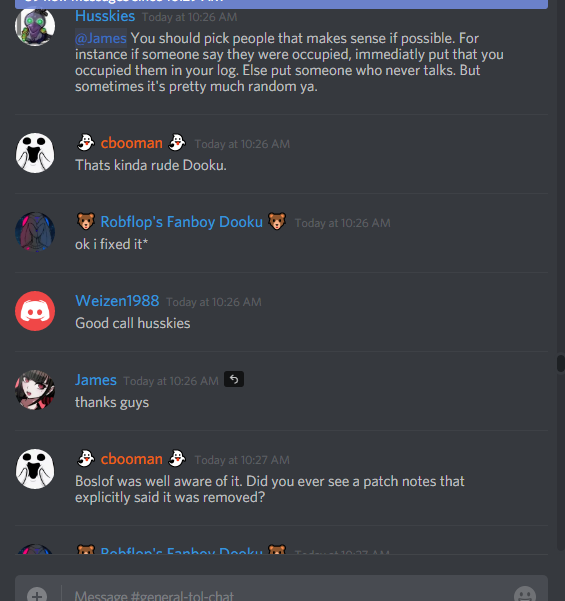 Husskies Today at 10:26 AM
@James You should pick people that makes sense if possible. For
instance if someone say they were occupied, immediatly put that you
occupied them in your log. Else put someone who never talks. But
sometimes it's pretty much random ya.
cbooman Today at 10:26 AM
Thats kinda rude Dooku.
Robflop's Fanboy Dooku Today at 10:26 AM
ok i fixed it*
Weizen1988 Today at 10:26 AM
Good call husskies
James Today at 10:26 AM
thanks guys
cbooman Today at 10:27 AM
Boslof was well aware of it. Did you ever see a patch notes that
explicitly said it was removed?
Robflop's Fanboy Dooku Today at 10:27 AM
Message #general-tol-chat